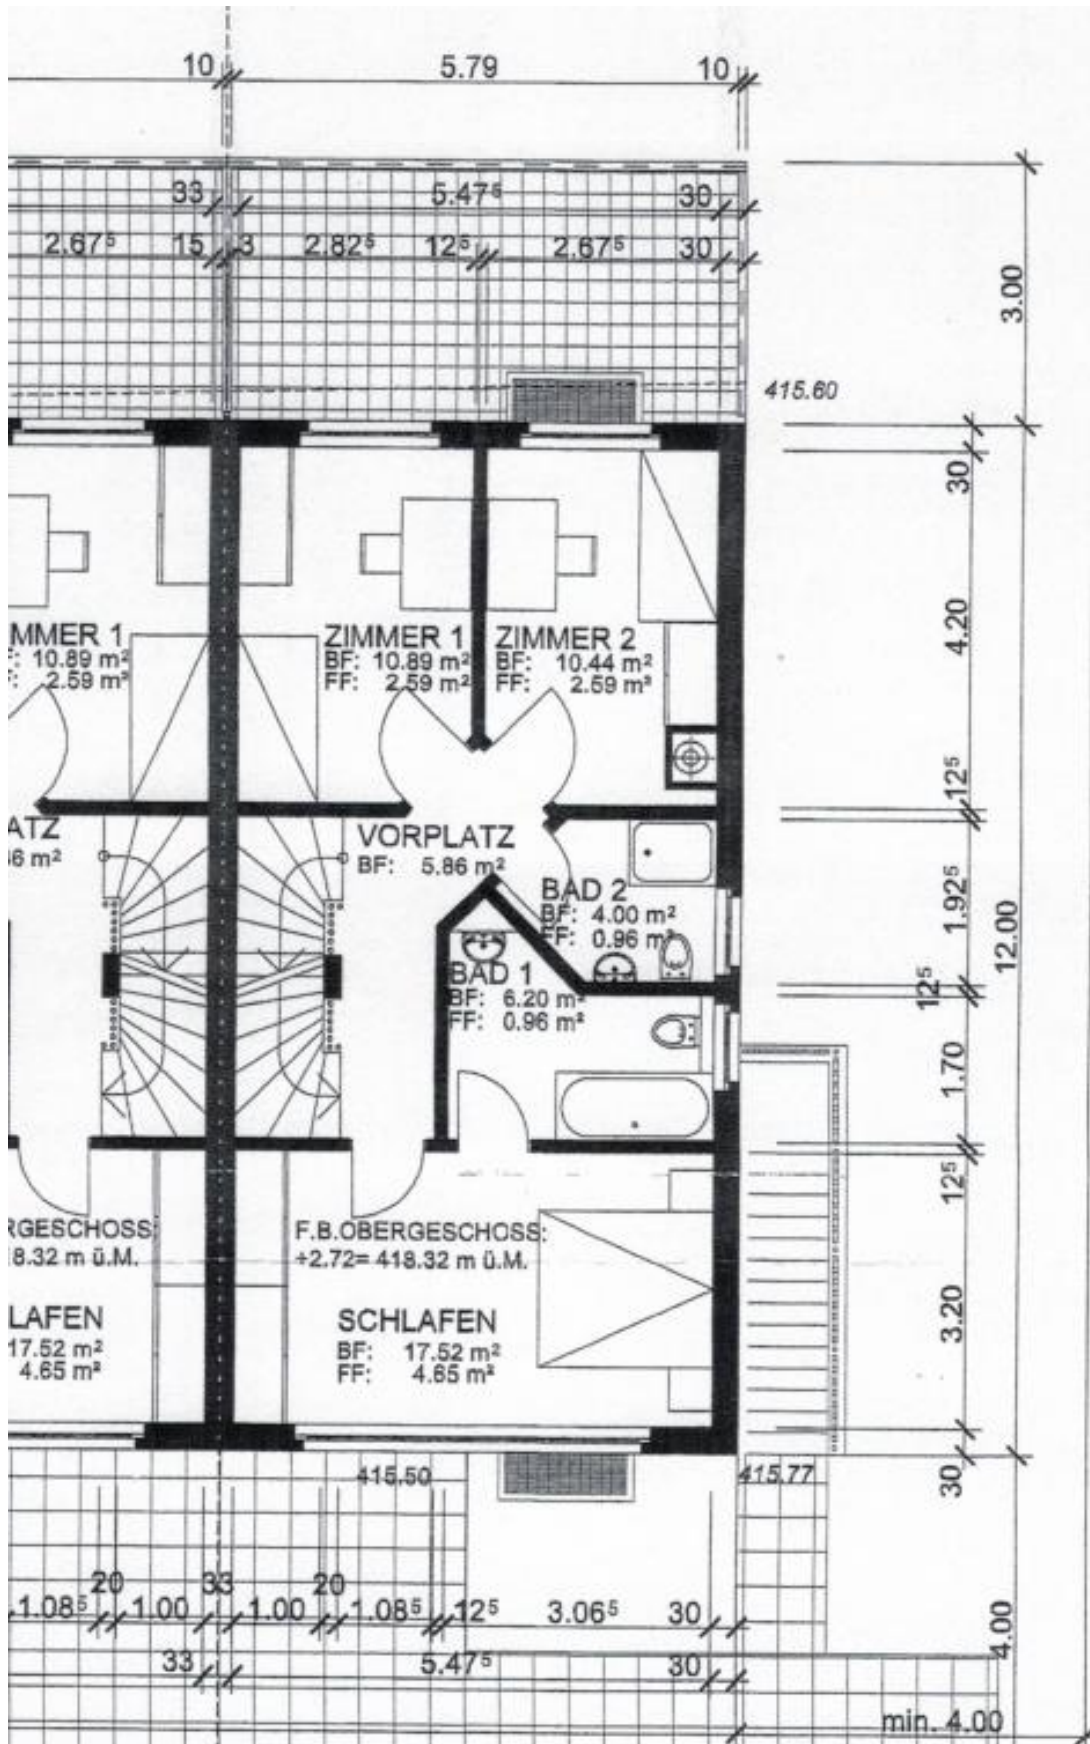 10 5.79 10
33 5.47⁵ 30
2.67⁵ 15 3 2.82⁵ 12⁵ 2.67⁵ 30
3.00
415.60
30
4.20
MMER 1
F: 10.89 m²
F: 2.59 m²
ZIMMER 1
BF: 10.89 m²
FF: 2.59 m²
ZIMMER 2
BF: 10.44 m²
FF: 2.59 m²
12⁵
ATZ
6 m²
VORPLATZ
BF: 5.86 m²
BAD 2
BF: 4.00 m²
FF: 0.96 m²
1.92⁵
12.00
BAD 1
BF: 6.20 m²
FF: 0.96 m²
12⁵
1.70
12⁵
RGESCHOSS:
8.32 m ü.M.
F.B.OBERGESCHOSS:
+2.72= 418.32 m ü.M.
LAFEN
17.52 m²
4.65 m²
SCHLAFEN
BF: 17.52 m²
FF: 4.65 m²
3.20
415.50
415.77
30
20 33 20
1.08⁵ 1.00 1.00 1.08⁵ 12⁵ 3.06⁵ 30
4.00
33 5.47⁵ 30
min. 4.00